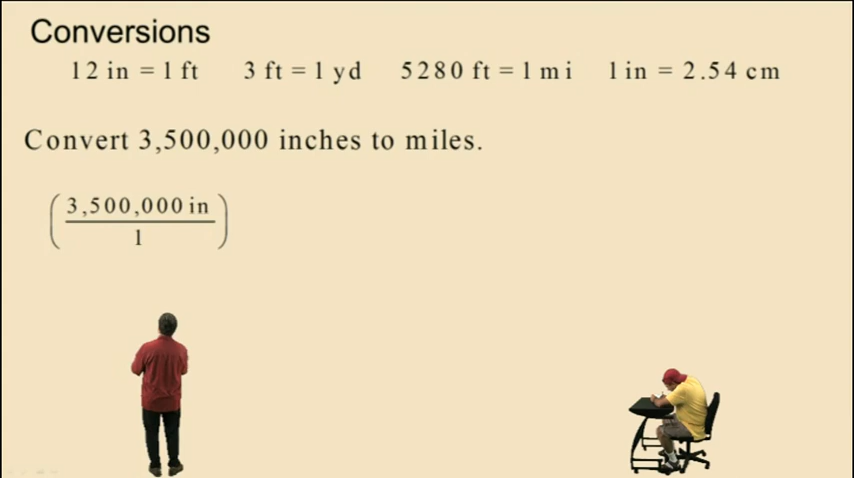 Conversions
12 in = 1 ft 3 ft = 1 yd 5280 ft = 1 mi 1 in = 2.54 cm
Convert 3,500,000 inches to miles.
(3,500,000 in
1)